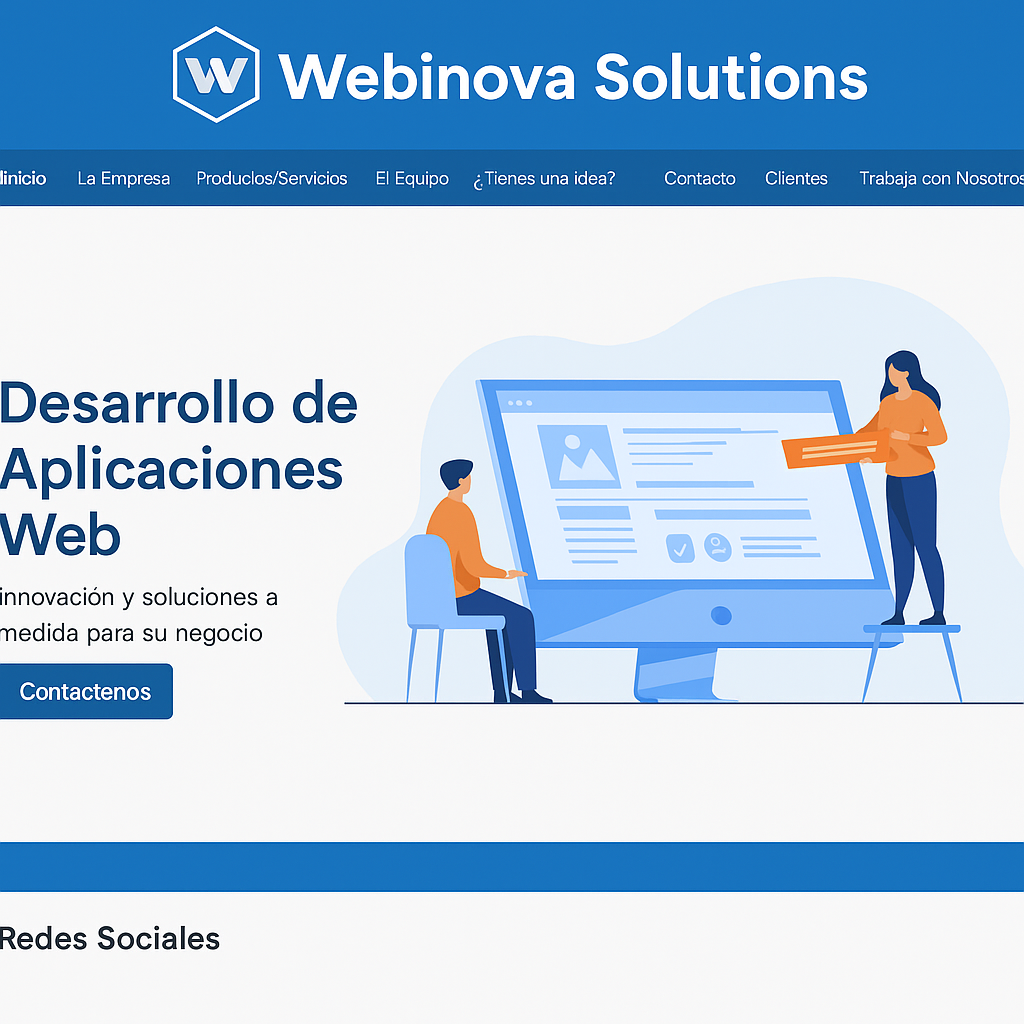 W Webinova Solutions
Iinicio La Empresa Produclos/Servicios El Equipo ¿Tienes una idea? Contacto Clientes Trabaja con Nosotros
Desarrollo de
Aplicaciones
Web
innovación y soluciones a
medida para su negocio
Contactenos
Redes Sociales